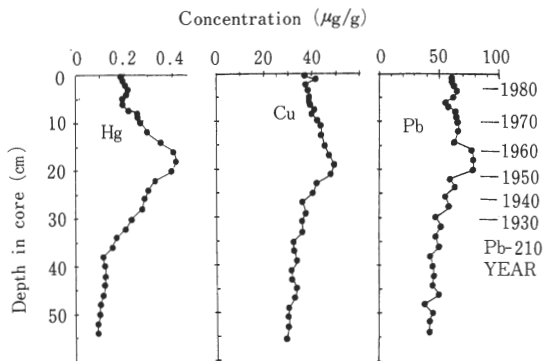 Concentration (μg/g)
0 0.2 0.4 0 20 40 60 0 50 100
0
10
20
30
40
50
Depth in core (cm)
Hg
Cu
Pb
1980
1970
1960
1950
1940
1930
Pb-210
YEAR